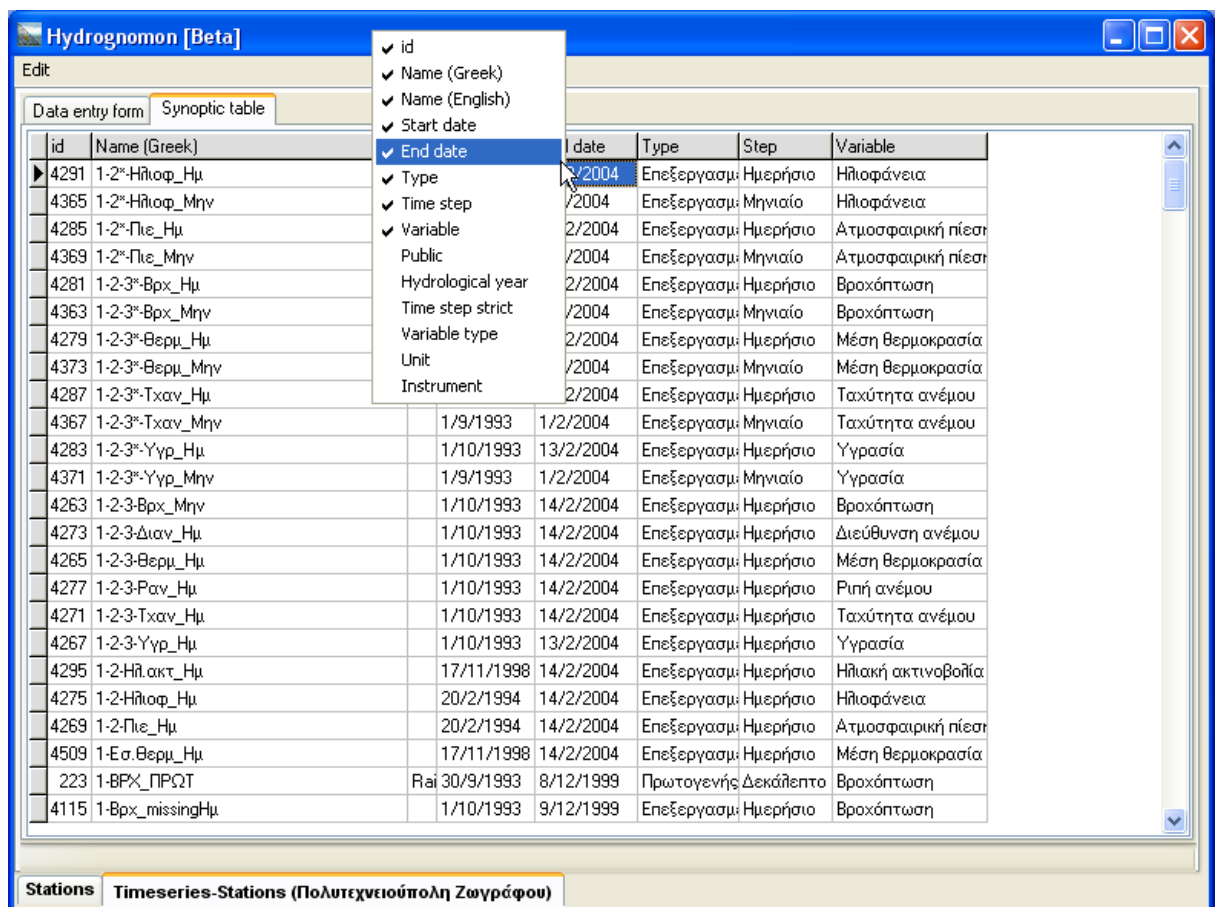 Hydrognomon [Beta]
Edit
id
Name (Greek)
Name (English)
Start date
End date
Type
Time step
Variable
Public
Hydrological year
Time step strict
Variable type
Unit
Instrument
Data entry form Synoptic table
id Name (Greek) date Type Step Variable
4291 1-2*-Ηλιοφ_Ημ /2004 Επεξεργασμ Ημερήσιο Ηλιοφάνεια
4365 1-2*-Ηλιοφ_Μην /2004 Επεξεργασμ Μηνιαίο Ηλιοφάνεια
4285 1-2*-Πιε_Ημ 2/2004 Επεξεργασμ Ημερήσιο Ατμοσφαιρική πίεση
4369 1-2*-Πιε_Μην /2004 Επεξεργασμ Μηνιαίο Ατμοσφαιρική πίεση
4281 1-2-3*-Βρχ_Ημ 2/2004 Επεξεργασμ Ημερήσιο Βροχόπτωση
4363 1-2-3*-Βρχ_Μην /2004 Επεξεργασμ Μηνιαίο Βροχόπτωση
4279 1-2-3*-Θερμ_Ημ 2/2004 Επεξεργασμ Ημερήσιο Μέση θερμοκρασία
4373 1-2-3*-Θερμ_Μην /2004 Επεξεργασμ Μηνιαίο Μέση θερμοκρασία
4287 1-2-3*-Τχαν_Ημ 2/2004 Επεξεργασμ Ημερήσιο Ταχύτητα ανέμου
4367 1-2-3*-Τχαν_Μην 1/9/1993 1/2/2004 Επεξεργασμ Μηνιαίο Ταχύτητα ανέμου
4283 1-2-3*-Υγρ_Ημ 1/10/1993 13/2/2004 Επεξεργασμ Ημερήσιο Υγρασία
4371 1-2-3*-Υγρ_Μην 1/9/1993 1/2/2004 Επεξεργασμ Μηνιαίο Υγρασία
4263 1-2-3-Βρχ_Μην 1/10/1993 14/2/2004 Επεξεργασμ Ημερήσιο Βροχόπτωση
4273 1-2-3-Διαν_Ημ 1/10/1993 14/2/2004 Επεξεργασμ Ημερήσιο Διεύθυνση ανέμου
4265 1-2-3-Θερμ_Ημ 1/10/1993 14/2/2004 Επεξεργασμ Ημερήσιο Μέση θερμοκρασία
4277 1-2-3-Ραν_Ημ 1/10/1993 14/2/2004 Επεξεργασμ Ημερήσιο Ριπή ανέμου
4271 1-2-3-Τχαν_Ημ 1/10/1993 14/2/2004 Επεξεργασμ Ημερήσιο Ταχύτητα ανέμου
4267 1-2-3-Υγρ_Ημ 1/10/1993 13/2/2004 Επεξεργασμ Ημερήσιο Υγρασία
4295 1-2-Ηλ.ακτ_Ημ 17/11/1998 14/2/2004 Επεξεργασμ Ημερήσιο Ηλιακή ακτινοβολία
4275 1-2-Ηλιοφ_Ημ 20/2/1994 14/2/2004 Επεξεργασμ Ημερήσιο Ηλιοφάνεια
4269 1-2-Πιε_Ημ 20/2/1994 14/2/2004 Επεξεργασμ Ημερήσιο Ατμοσφαιρική πίεση
4509 1-Εσ.Θερμ_Ημ 17/11/1998 14/2/2004 Επεξεργασμ Ημερήσιο Μέση θερμοκρασία
223 1-ΒΡΧ_ΠΡΩΤ Rai 30/9/1993 8/12/1999 Πρωτογενής Δεκάλεπτο Βροχόπτωση
4115 1-Βρχ_missingΗμ 1/10/1993 9/12/1999 Επεξεργασμ Ημερήσιο Βροχόπτωση
Stations Timeseries-Stations (Πολυτεχνειούπολη Ζωγράφου)